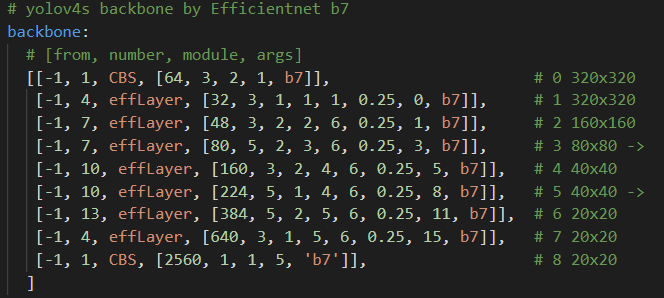 # yolov4s backbone by Efficientnet b7
backbone:
# [from, number, module, args]
[[-1, 1, CBS, [64, 3, 2, 1, b7]], # 0 320x320
[-1, 4, effLayer, [32, 3, 1, 1, 1, 0.25, 0, b7]], # 1 320x320
[-1, 7, effLayer, [48, 3, 2, 2, 6, 0.25, 1, b7]], # 2 160x160
[-1, 7, effLayer, [80, 5, 2, 3, 6, 0.25, 3, b7]], # 3 80x80 ->
[-1, 10, effLayer, [160, 3, 2, 4, 6, 0.25, 5, b7]], # 4 40x40
[-1, 10, effLayer, [224, 5, 1, 4, 6, 0.25, 8, b7]], # 5 40x40 ->
[-1, 13, effLayer, [384, 5, 2, 5, 6, 0.25, 11, b7]], # 6 20x20
[-1, 4, effLayer, [640, 3, 1, 5, 6, 0.25, 15, b7]], # 7 20x20
[-1, 1, CBS, [2560, 1, 1, 5, 'b7']], # 8 20x20
]